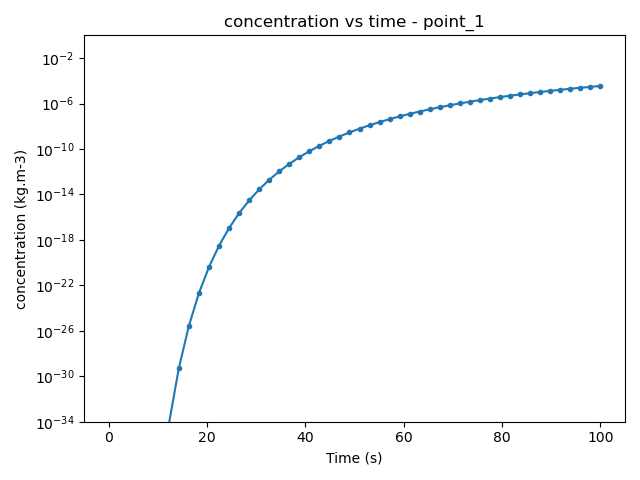 concentration vs time - point_1
concentration (kg.m-3)
10⁻²
10⁻⁶
10⁻¹⁰
10⁻¹⁴
10⁻¹⁸
10⁻²²
10⁻²⁶
10⁻³⁰
10⁻³⁴
0 20 40 60 80 100
Time (s)